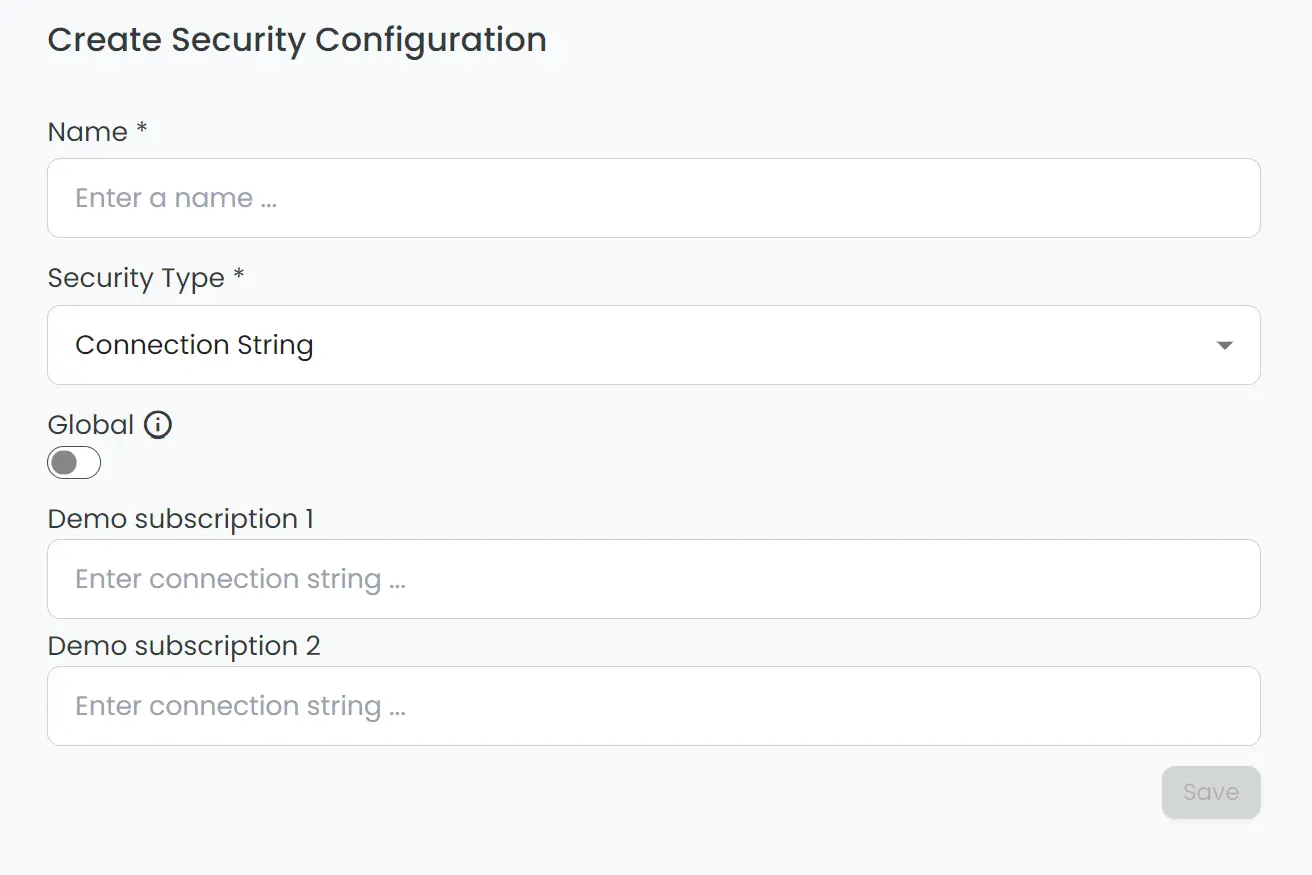 Create Security Configuration
Name *
Enter a name ...
Security Type *
Connection String
Global
Demo subscription 1
Enter connection string ...
Demo subscription 2
Enter connection string ...
Save